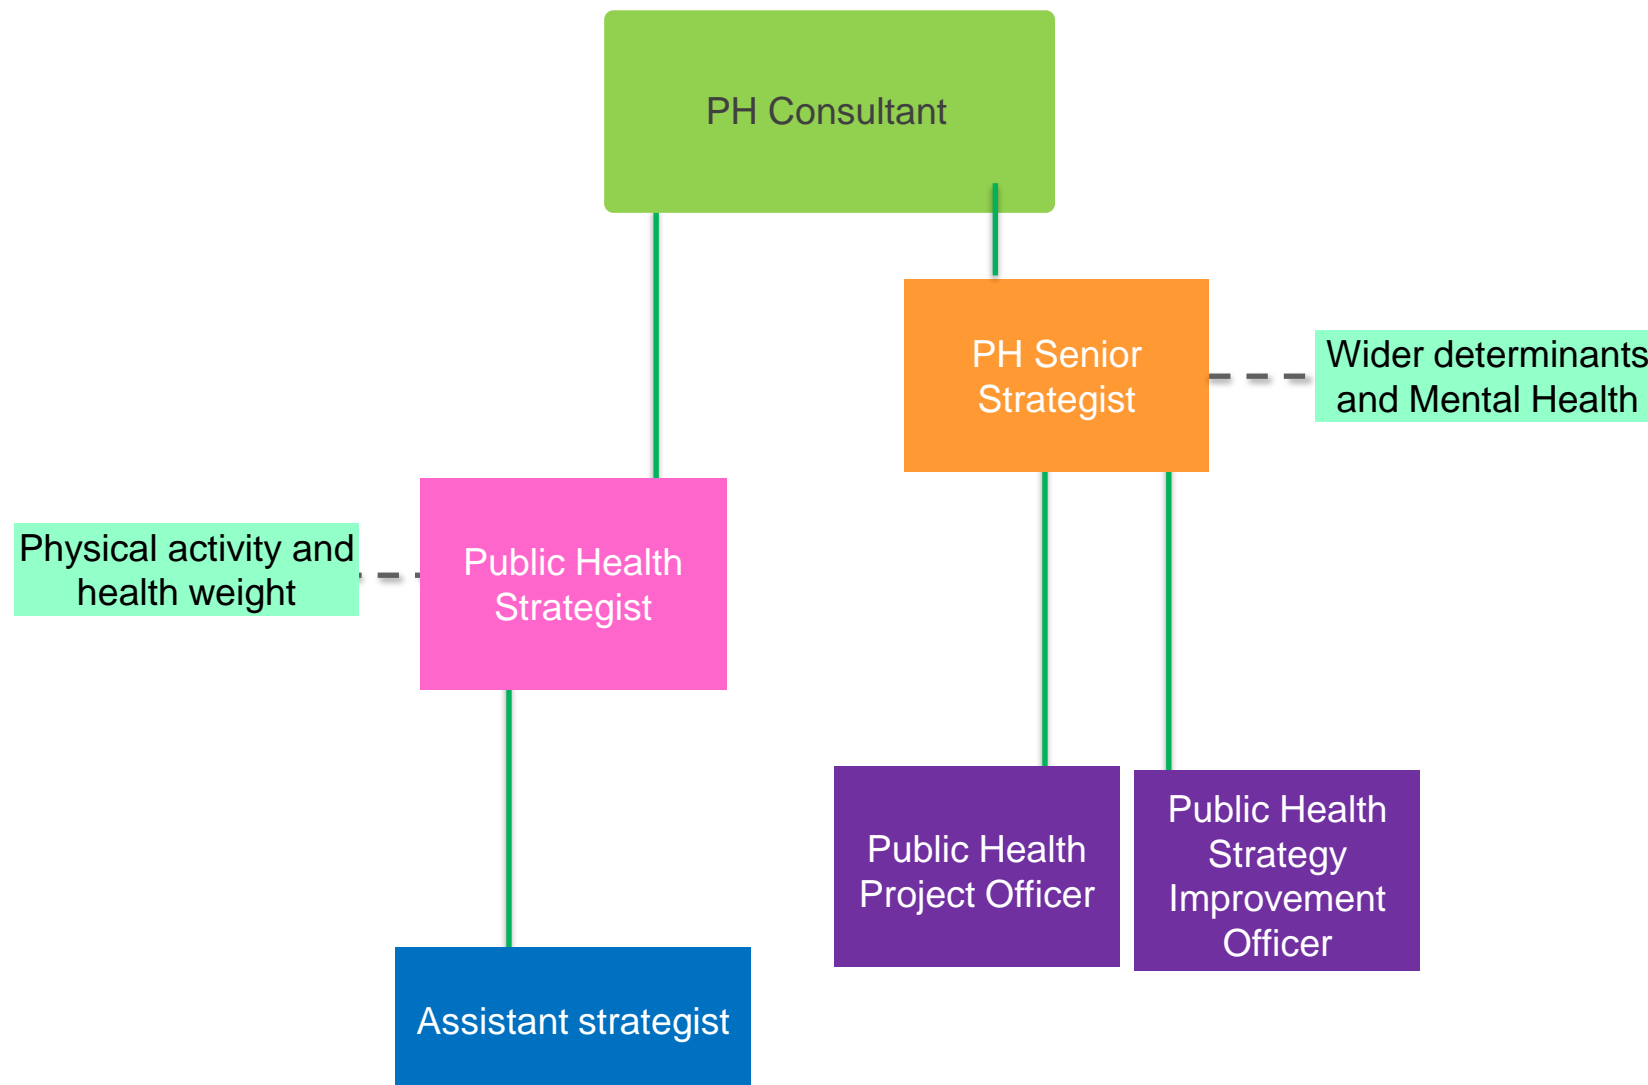 PH Consultant
PH Senior
Strategist
Wider determinants
and Mental Health
Physical activity and
health weight
Public Health
Strategist
Public Health
Project Officer
Public Health
Strategy
Improvement
Officer
Assistant strategist